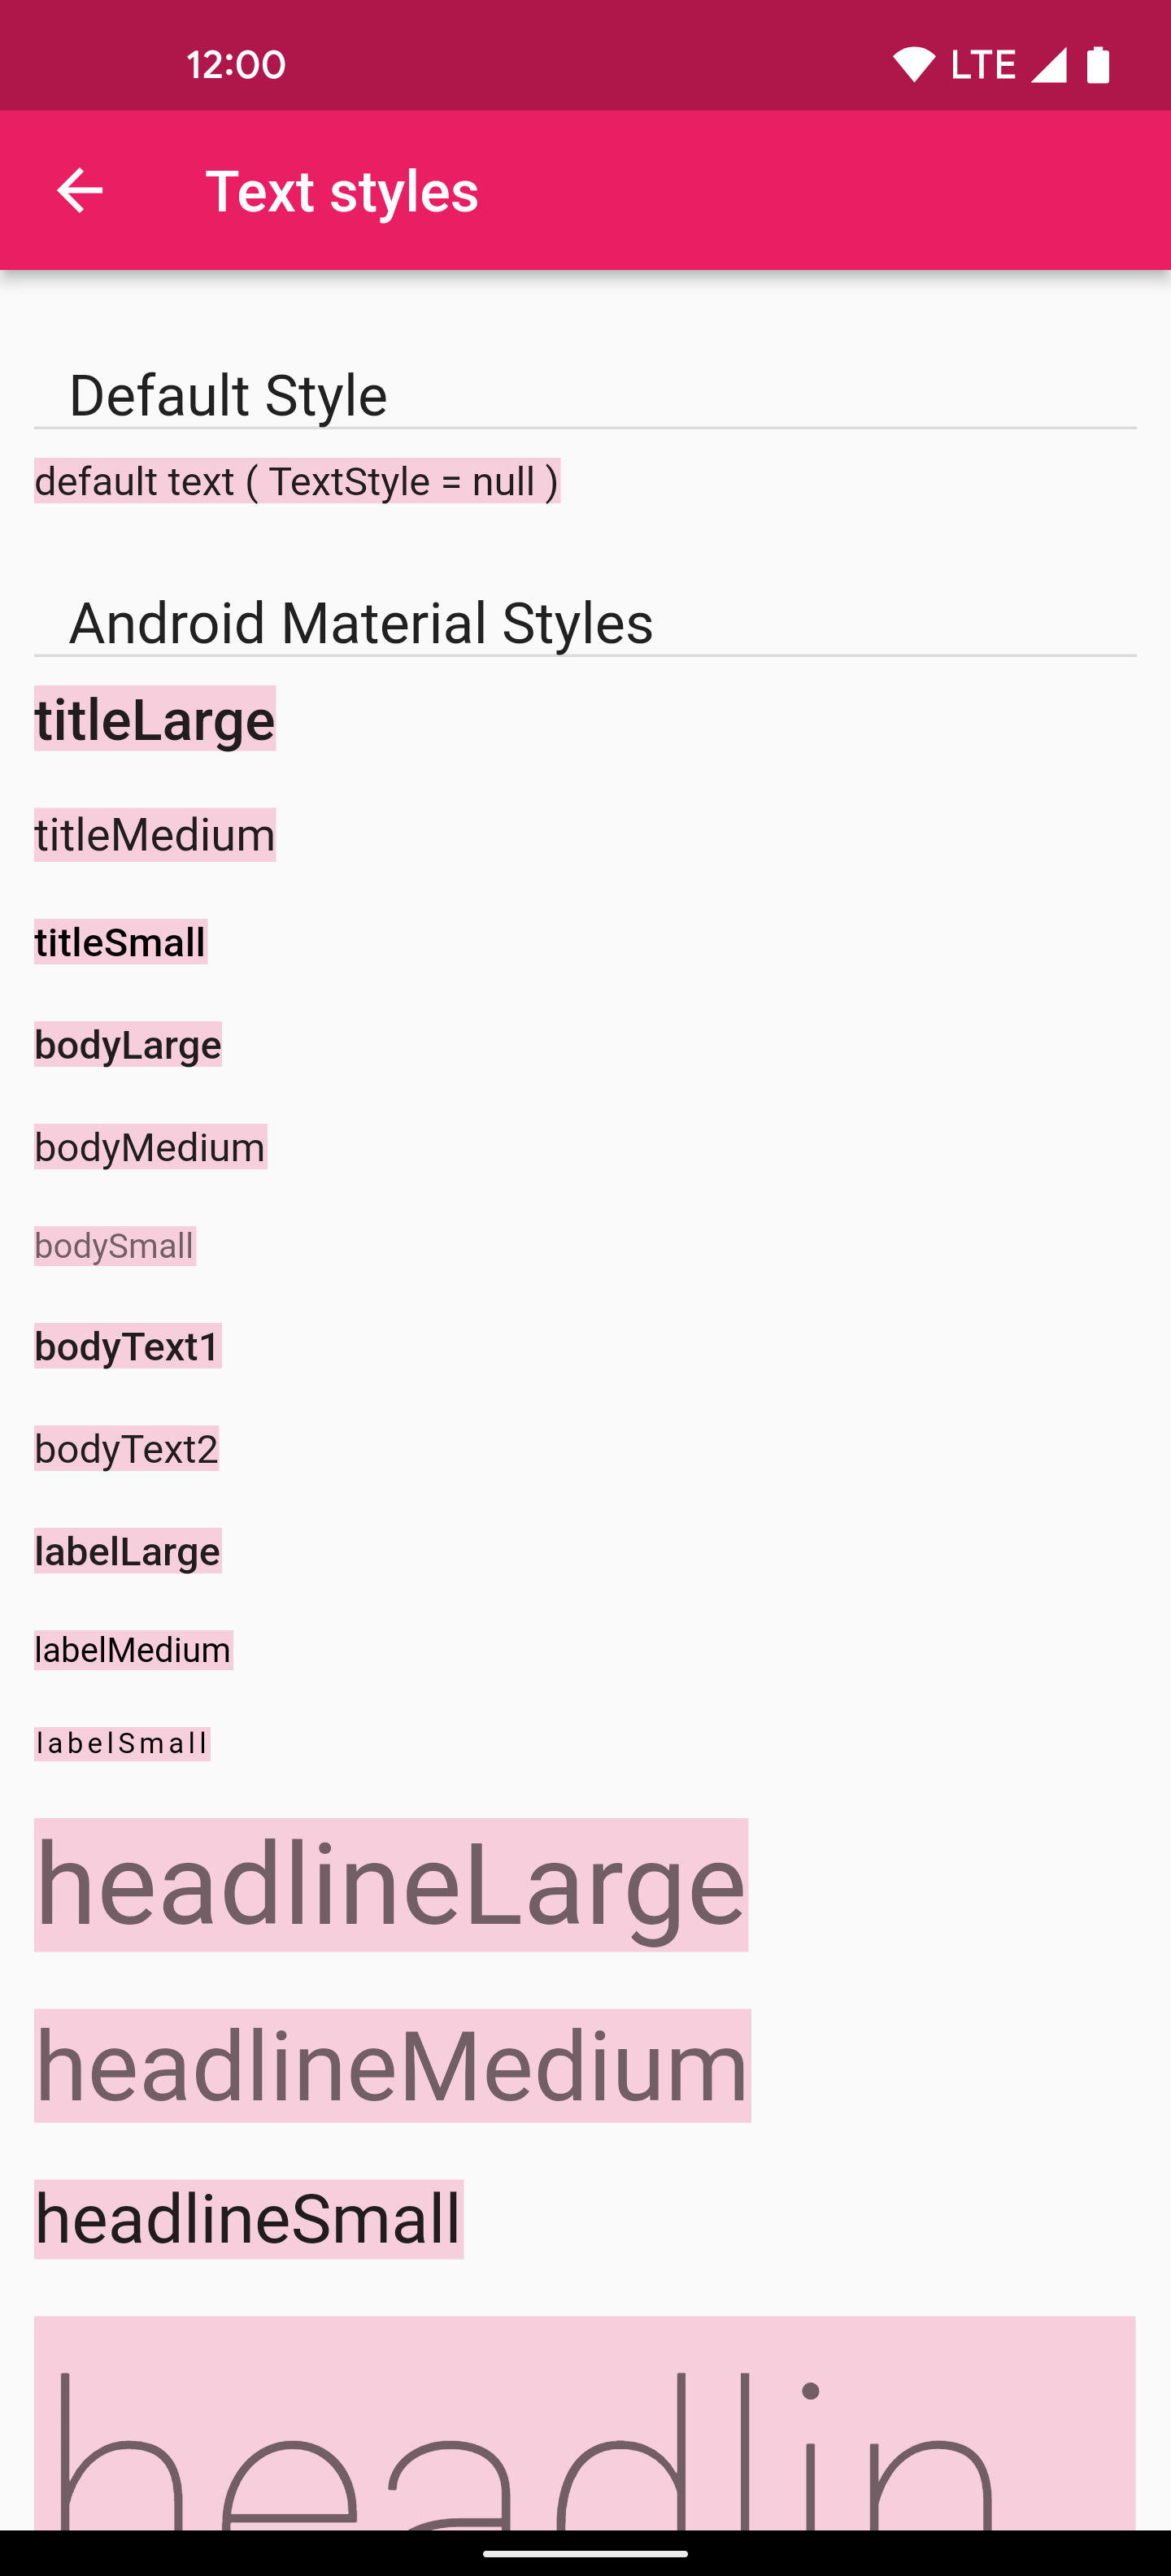 12:00 LTE
Text styles
Default Style
default text ( TextStyle = null )
Android Material Styles
titleLarge
titleMedium
titleSmall
bodyLarge
bodyMedium
bodySmall
bodyText1
bodyText2
labelLarge
labelMedium
labelSmall
headlineLarge
headlineMedium
headlineSmall
headlin